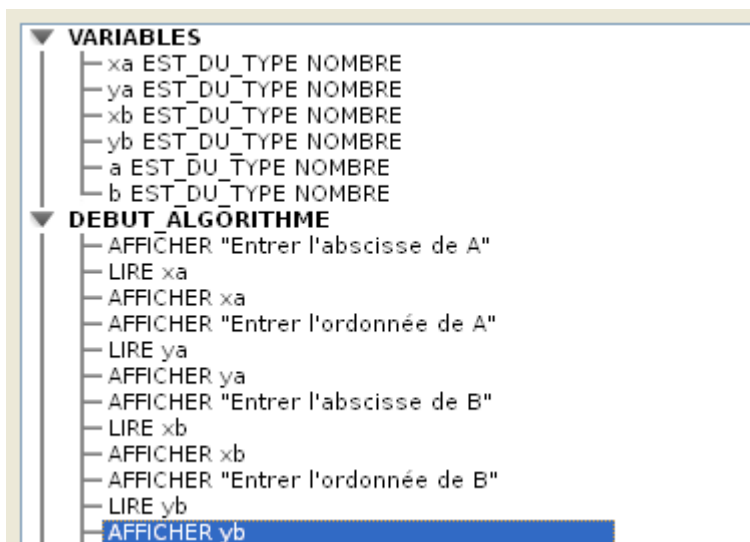 VARIABLES
xa EST_DU_TYPE NOMBRE
ya EST_DU_TYPE NOMBRE
xb EST_DU_TYPE NOMBRE
yb EST_DU_TYPE NOMBRE
a EST_DU_TYPE NOMBRE
b EST_DU_TYPE NOMBRE
DEBUT_ALGORITHME
AFFICHER "Entrer l'abscisse de A"
LIRE xa
AFFICHER xa
AFFICHER "Entrer l'ordonnée de A"
LIRE ya
AFFICHER ya
AFFICHER "Entrer l'abscisse de B"
LIRE xb
AFFICHER xb
AFFICHER "Entrer l'ordonnée de B"
LIRE yb
AFFICHER yb